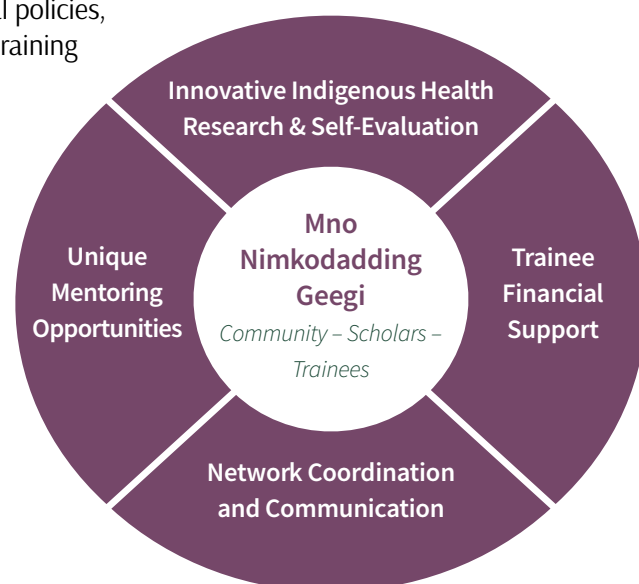 al policies,
raining
Innovative Indigenous Health
Research & Self-Evaluation
Unique
Mentoring
Opportunities
Mno
Nimkodadding
Geegi
Community – Scholars –
Trainees
Trainee
Financial
Support
Network Coordination
and Communication